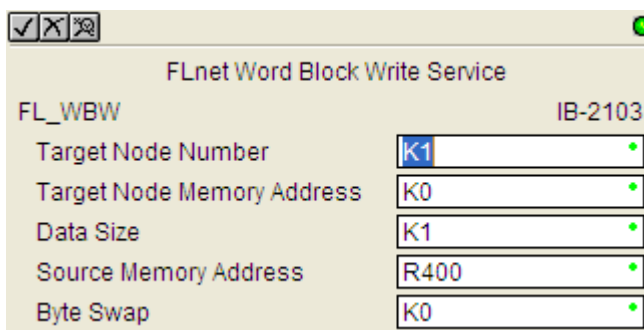 FLnet Word Block Write Service
FL_WBW IB-2103
Target Node Number K1
Target Node Memory Address K0
Data Size K1
Source Memory Address R400
Byte Swap K0